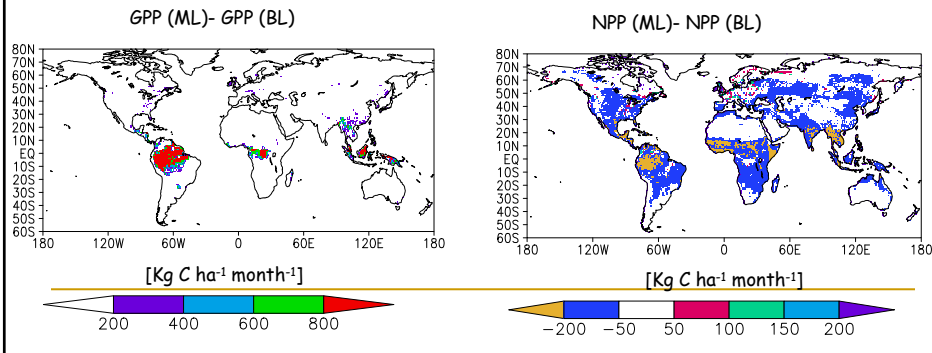 GPP (ML)- GPP (BL)
80N
70N
60N
50N
40N
30N
20N
10N
EQ
10S
20S
30S
40S
50S
60S
180 120W 60W 0 60E 120E 180
[Kg C ha⁻¹ month⁻¹]
200 400 600 800
NPP (ML)- NPP (BL)
80N
70N
60N
50N
40N
30N
20N
10N
EQ
10S
20S
30S
40S
50S
60S
180 120W 60W 0 60E 120E 180
[Kg C ha⁻¹ month⁻¹]
−200 −50 50 100 150 200